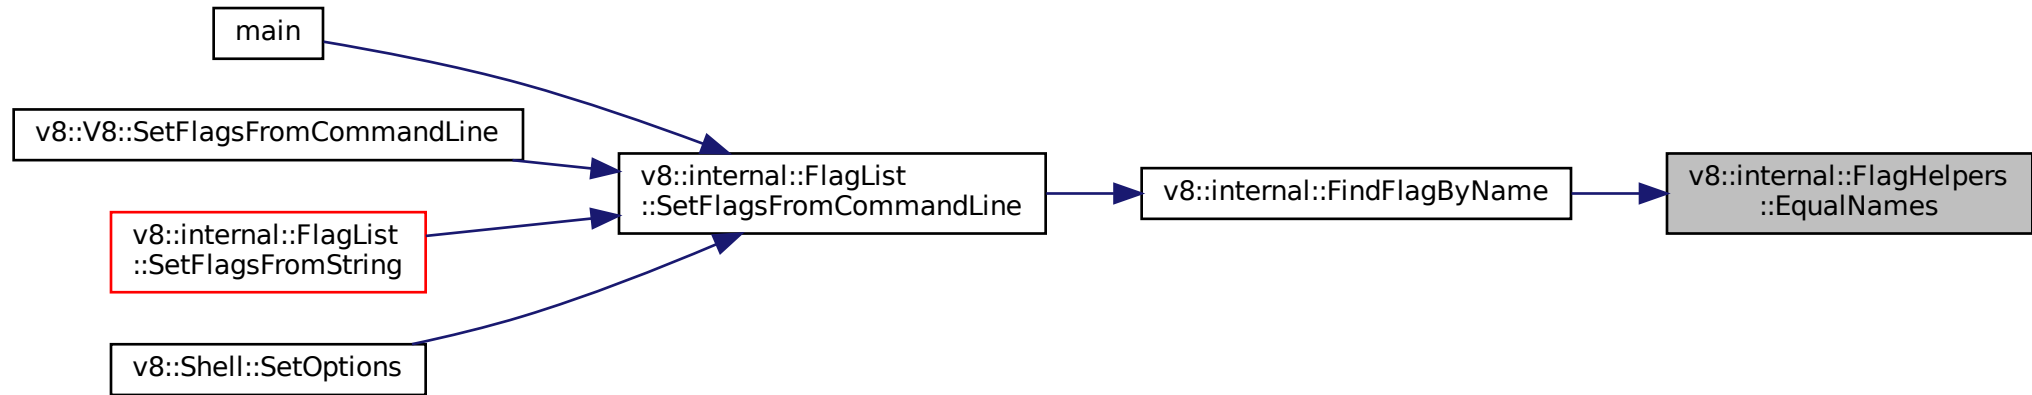 main
v8::V8::SetFlagsFromCommandLine
v8::internal::FlagList
::SetFlagsFromString
v8::Shell::SetOptions
v8::internal::FlagList
::SetFlagsFromCommandLine
v8::internal::FindFlagByName
v8::internal::FlagHelpers
::EqualNames